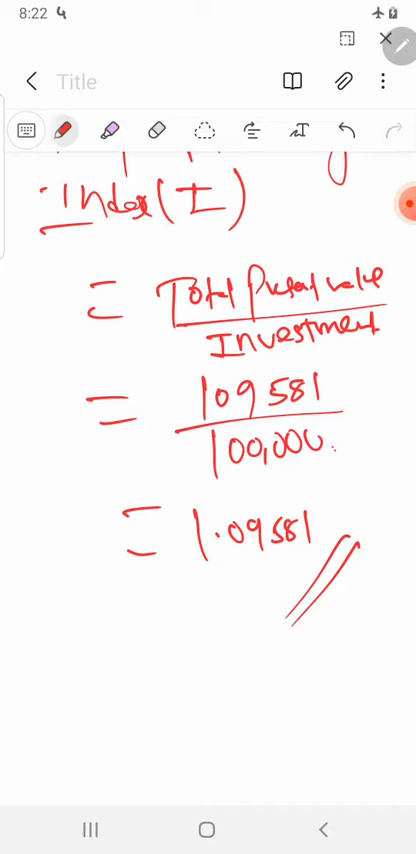 8:22
Title
T
Index (I)
= Total Present value
Investment
= 109581
100,000
= 1.09581